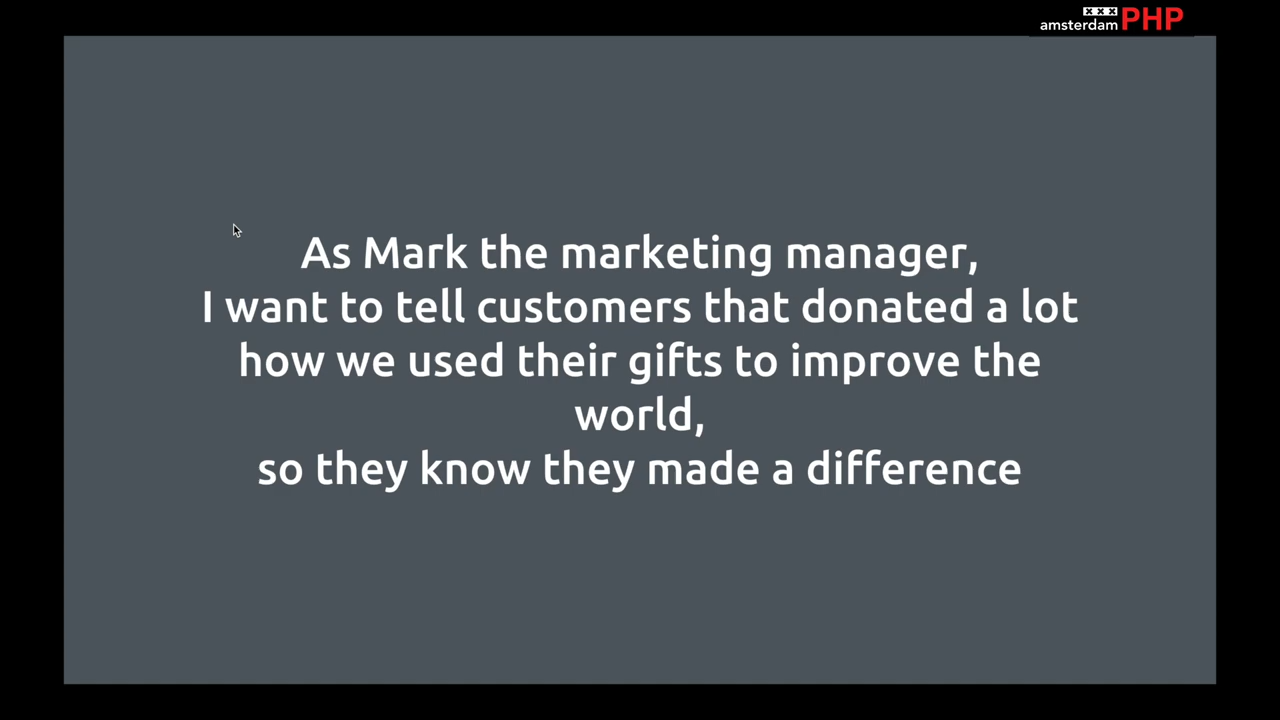 xxx
amsterdam PHP
As Mark the marketing manager,
I want to tell customers that donated a lot
how we used their gifts to improve the
world,
so they know they made a difference